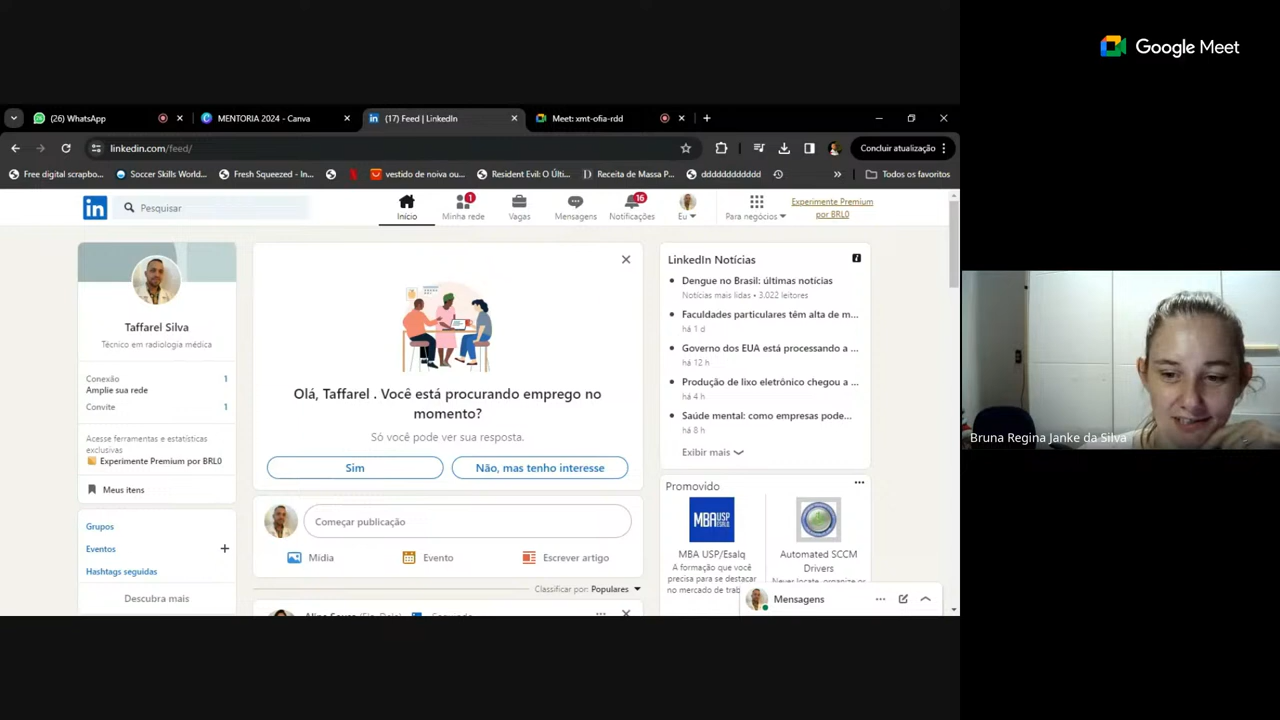 Google Meet
(26) WhatsApp
MENTORIA 2024 - Canva
(17) Feed | LinkedIn
Meet: xmt-ofia-rdd
linkedin.com/feed/
Concluir atualização
Free digital scrapbo...
Soccer Skills World...
Fresh Squeezed - In...
vestido de noiva ou...
Resident Evil: O Últi...
Receita de Massa P...
dddddddddddd
Todos os favoritos
in
Pesquisar
Início
1
Minha rede
Vagas
Mensagens
16
Notificações
Eu
Para negócios
Experimente Premium
por BRL0
Taffarel Silva
Técnico em radiologia médica
Conexão 1
Amplie sua rede
Convite 1
Acesse ferramentas e estatísticas
exclusivas
Experimente Premium por BRL0
Meus itens
Grupos
Eventos
Hashtags seguidas
Descubra mais
Olá, Taffarel . Você está procurando emprego no
momento?
Só você pode ver sua resposta.
Sim
Não, mas tenho interesse
Começar publicação
Mídia
Evento
Escrever artigo
Classificar por: Populares
LinkedIn Notícias
Dengue no Brasil: últimas notícias
Notícias mais lidas • 3.022 leitores
Faculdades particulares têm alta de m...
há 1 d
Governo dos EUA está processando a ...
há 12 h
Produção de lixo eletrônico chegou a ...
há 4 h
Saúde mental: como empresas pode...
há 8 h
Exibir mais
Promovido
MBAUSP
ESALQ
MBA USP/Esalq
A formação que você
precisa para se destacar
no mercado de trab
Automated SCCM
Drivers
Mensagens
Bruna Regina Janke da Silva